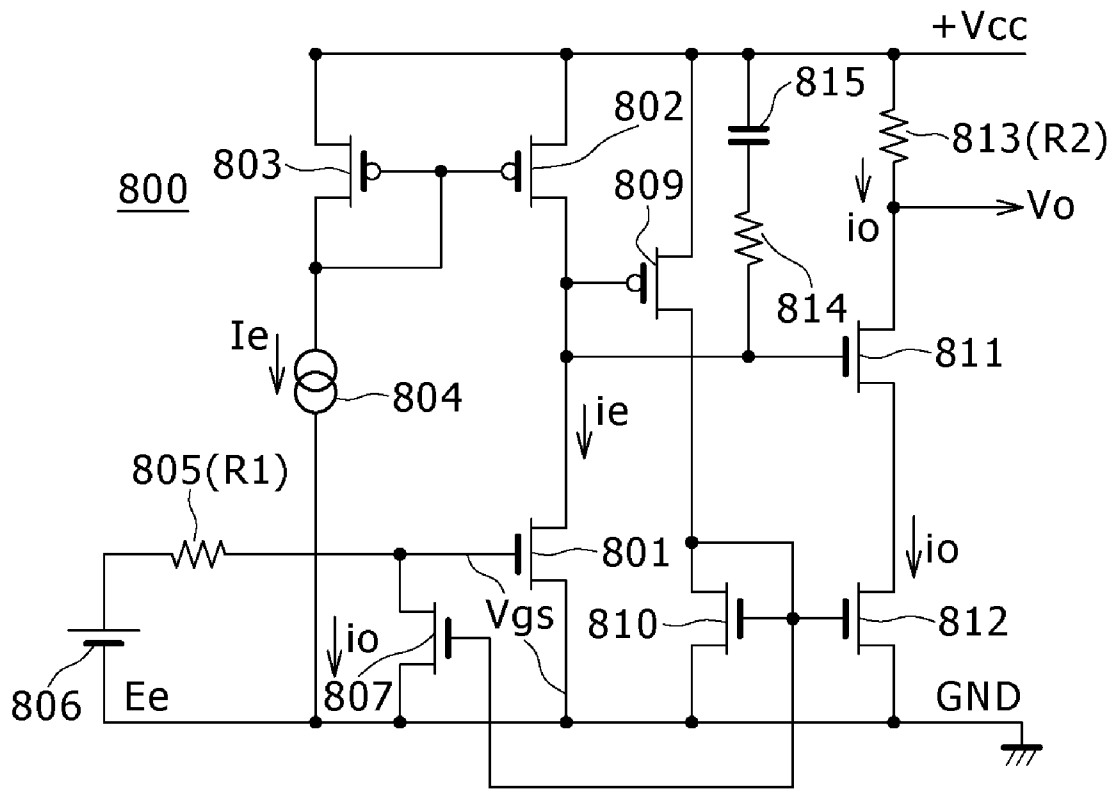 +Vcc
815
802
803
813(R2)
800
809
io
Vo
814
Ie
811
804
ie
805(R1)
801
io
Vgs
810
812
io
807
806
Ee
GND